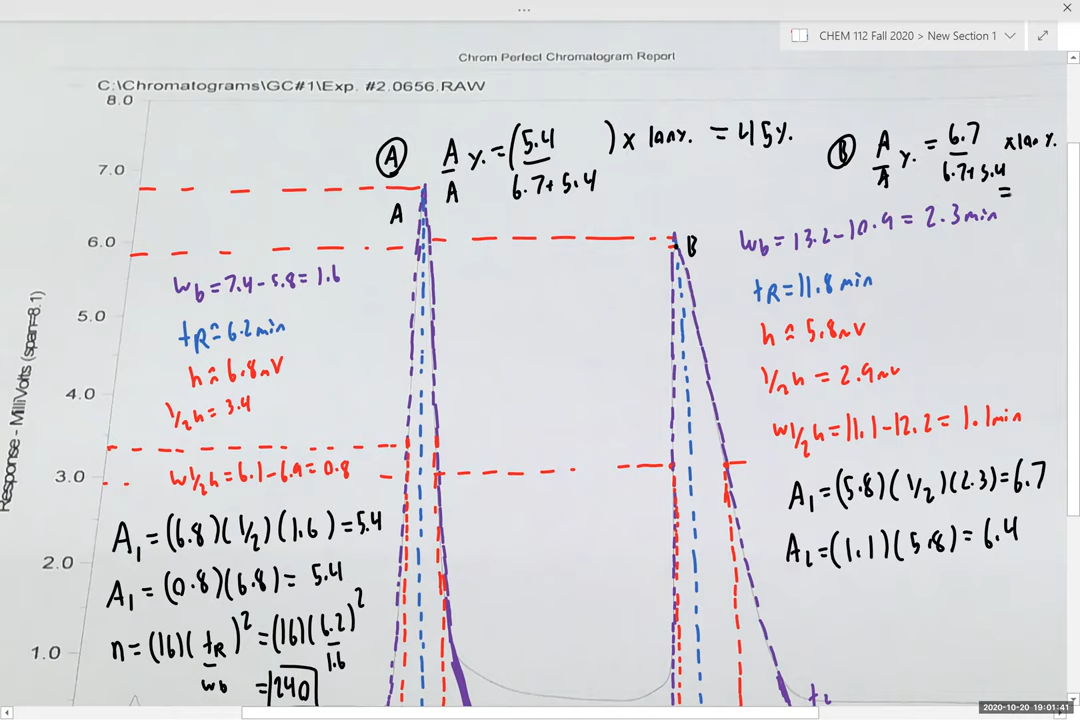 CHEM 112 Fall 2020 > New Section 1
Chrom Perfect Chromatogram Report
C:\Chromatograms\GC#1\Exp. #2.0656.RAW
8.0
7.0
6.0
5.0
4.0
3.0
2.0
1.0
Response - MilliVolts (span=8.1)
Ⓐ A/A %. = (5.4 / 6.7+5.4) x 100%. = 45%.
Ⓑ A/A %. = 6.7 / 6.7+5.4 x 100 %.
=
A
B
Wb = 7.4 - 5.8 = 1.6
tR ≈ 6.2 min
h ≈ 6.8 mV
1/2 h = 3.4
W1/2h = 6.1 - 6.9 = 0.8
A1 = (6.8)(1/2)(1.6) = 5.4
A1 = (0.8)(6.8) = 5.4
n = (16)(tR/wb)² = (16)(6.2/1.6)²
= 240
Wb = 13.2 - 10.9 = 2.3 min
tR = 11.8 min
h ≈ 5.8 mV
1/2 h = 2.9 mV
W1/2h = 11.1 - 12.2 = 1.1 min
A1 = (5.8)(1/2)(2.3) = 6.7
A2 = (1.1)(5.8) = 6.4
2020-10-20 19:01:41